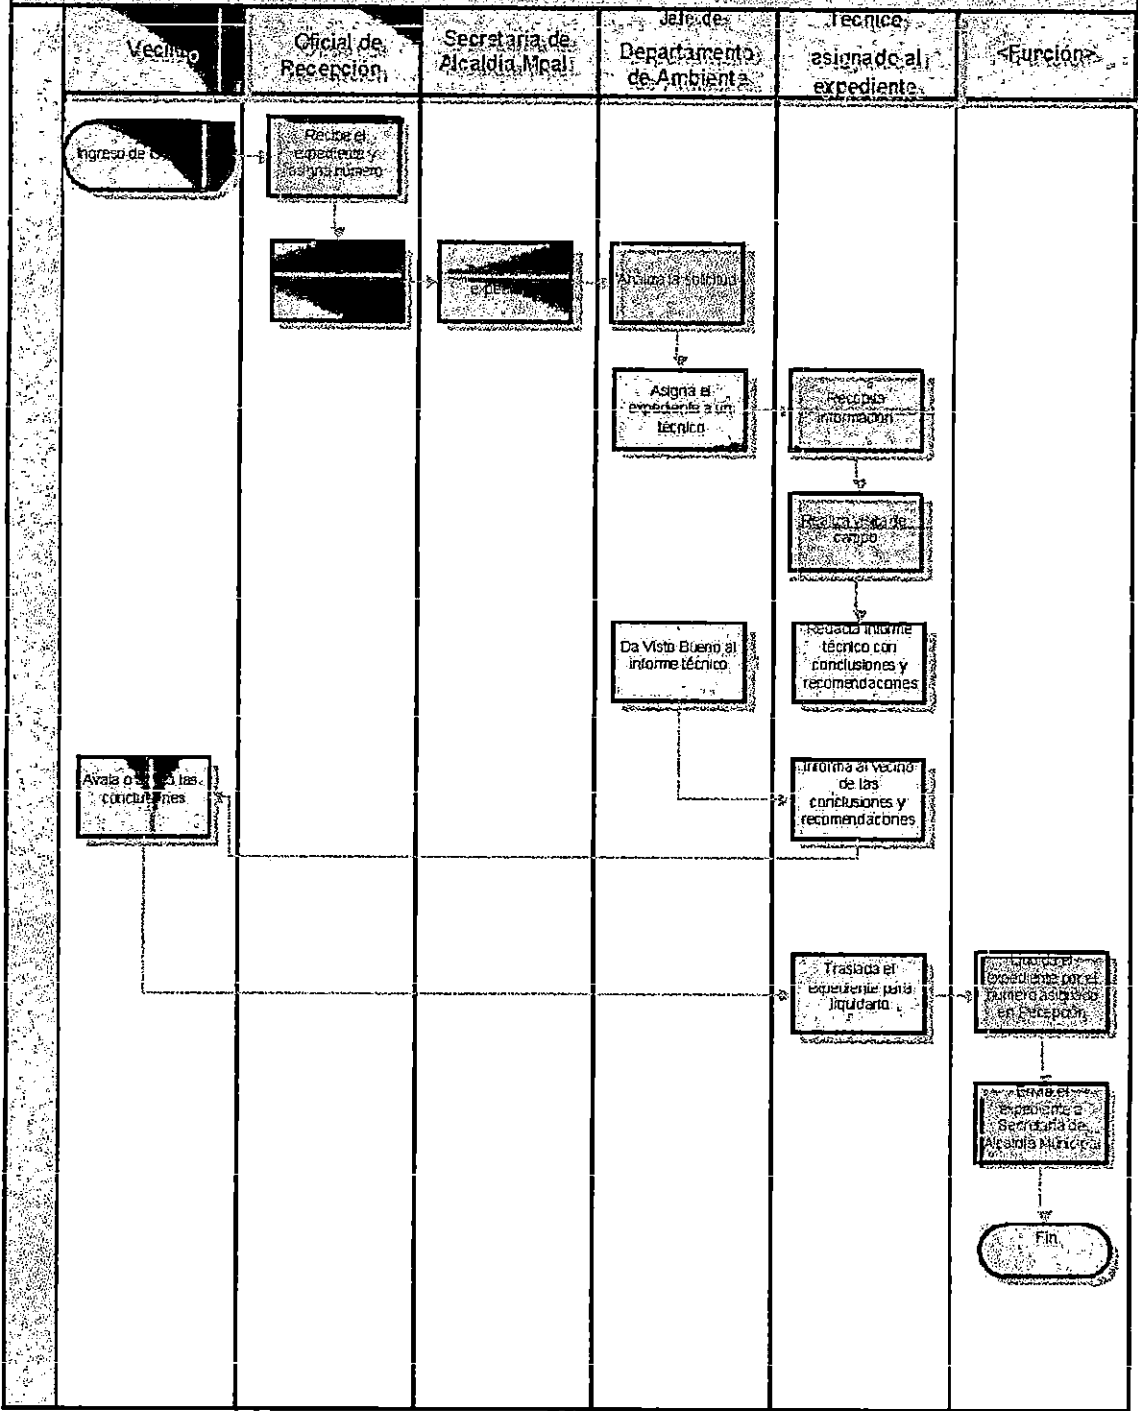 Vecino
Oficial de
Recepción
Secretaria de
Alcaldía Mpal.
Jefe de
Departamento
de Ambiente
Técnico
asignado al
expediente
<Función>
Ingreso de
Recibe el
expediente y
asigna número
Analiza la solicitud
Asigna el
expediente a un
técnico
Recopila
información
Realiza visita de
campo
Da Visto Bueno al
informe técnico
Redacta informe
técnico con
conclusiones y
recomendaciones
Avala o las
conclusiones
Informa al vecino
de las
conclusiones y
recomendaciones
Traslada el
expediente para
liquidarlo
expediente por el
número asignado
en Recepción
Envía el
expediente a
Secretaria de
Alcaldía Municipal
Fin